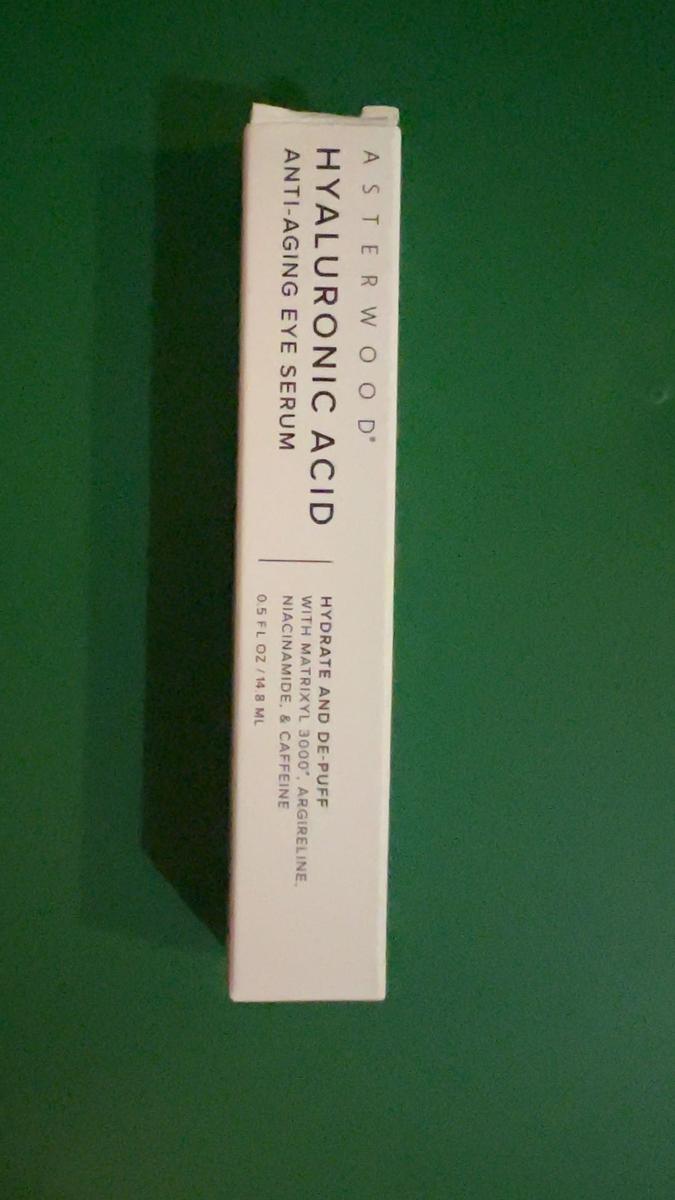 ASTERWOOD®
HYALURONIC ACID
ANTI-AGING EYE SERUM
HYDRATE AND DE-PUFF
WITH MATRIXYL 3000®, ARGIRELINE,
NIACINAMIDE, & CAFFEINE
0.5 FL OZ / 14.8 ML